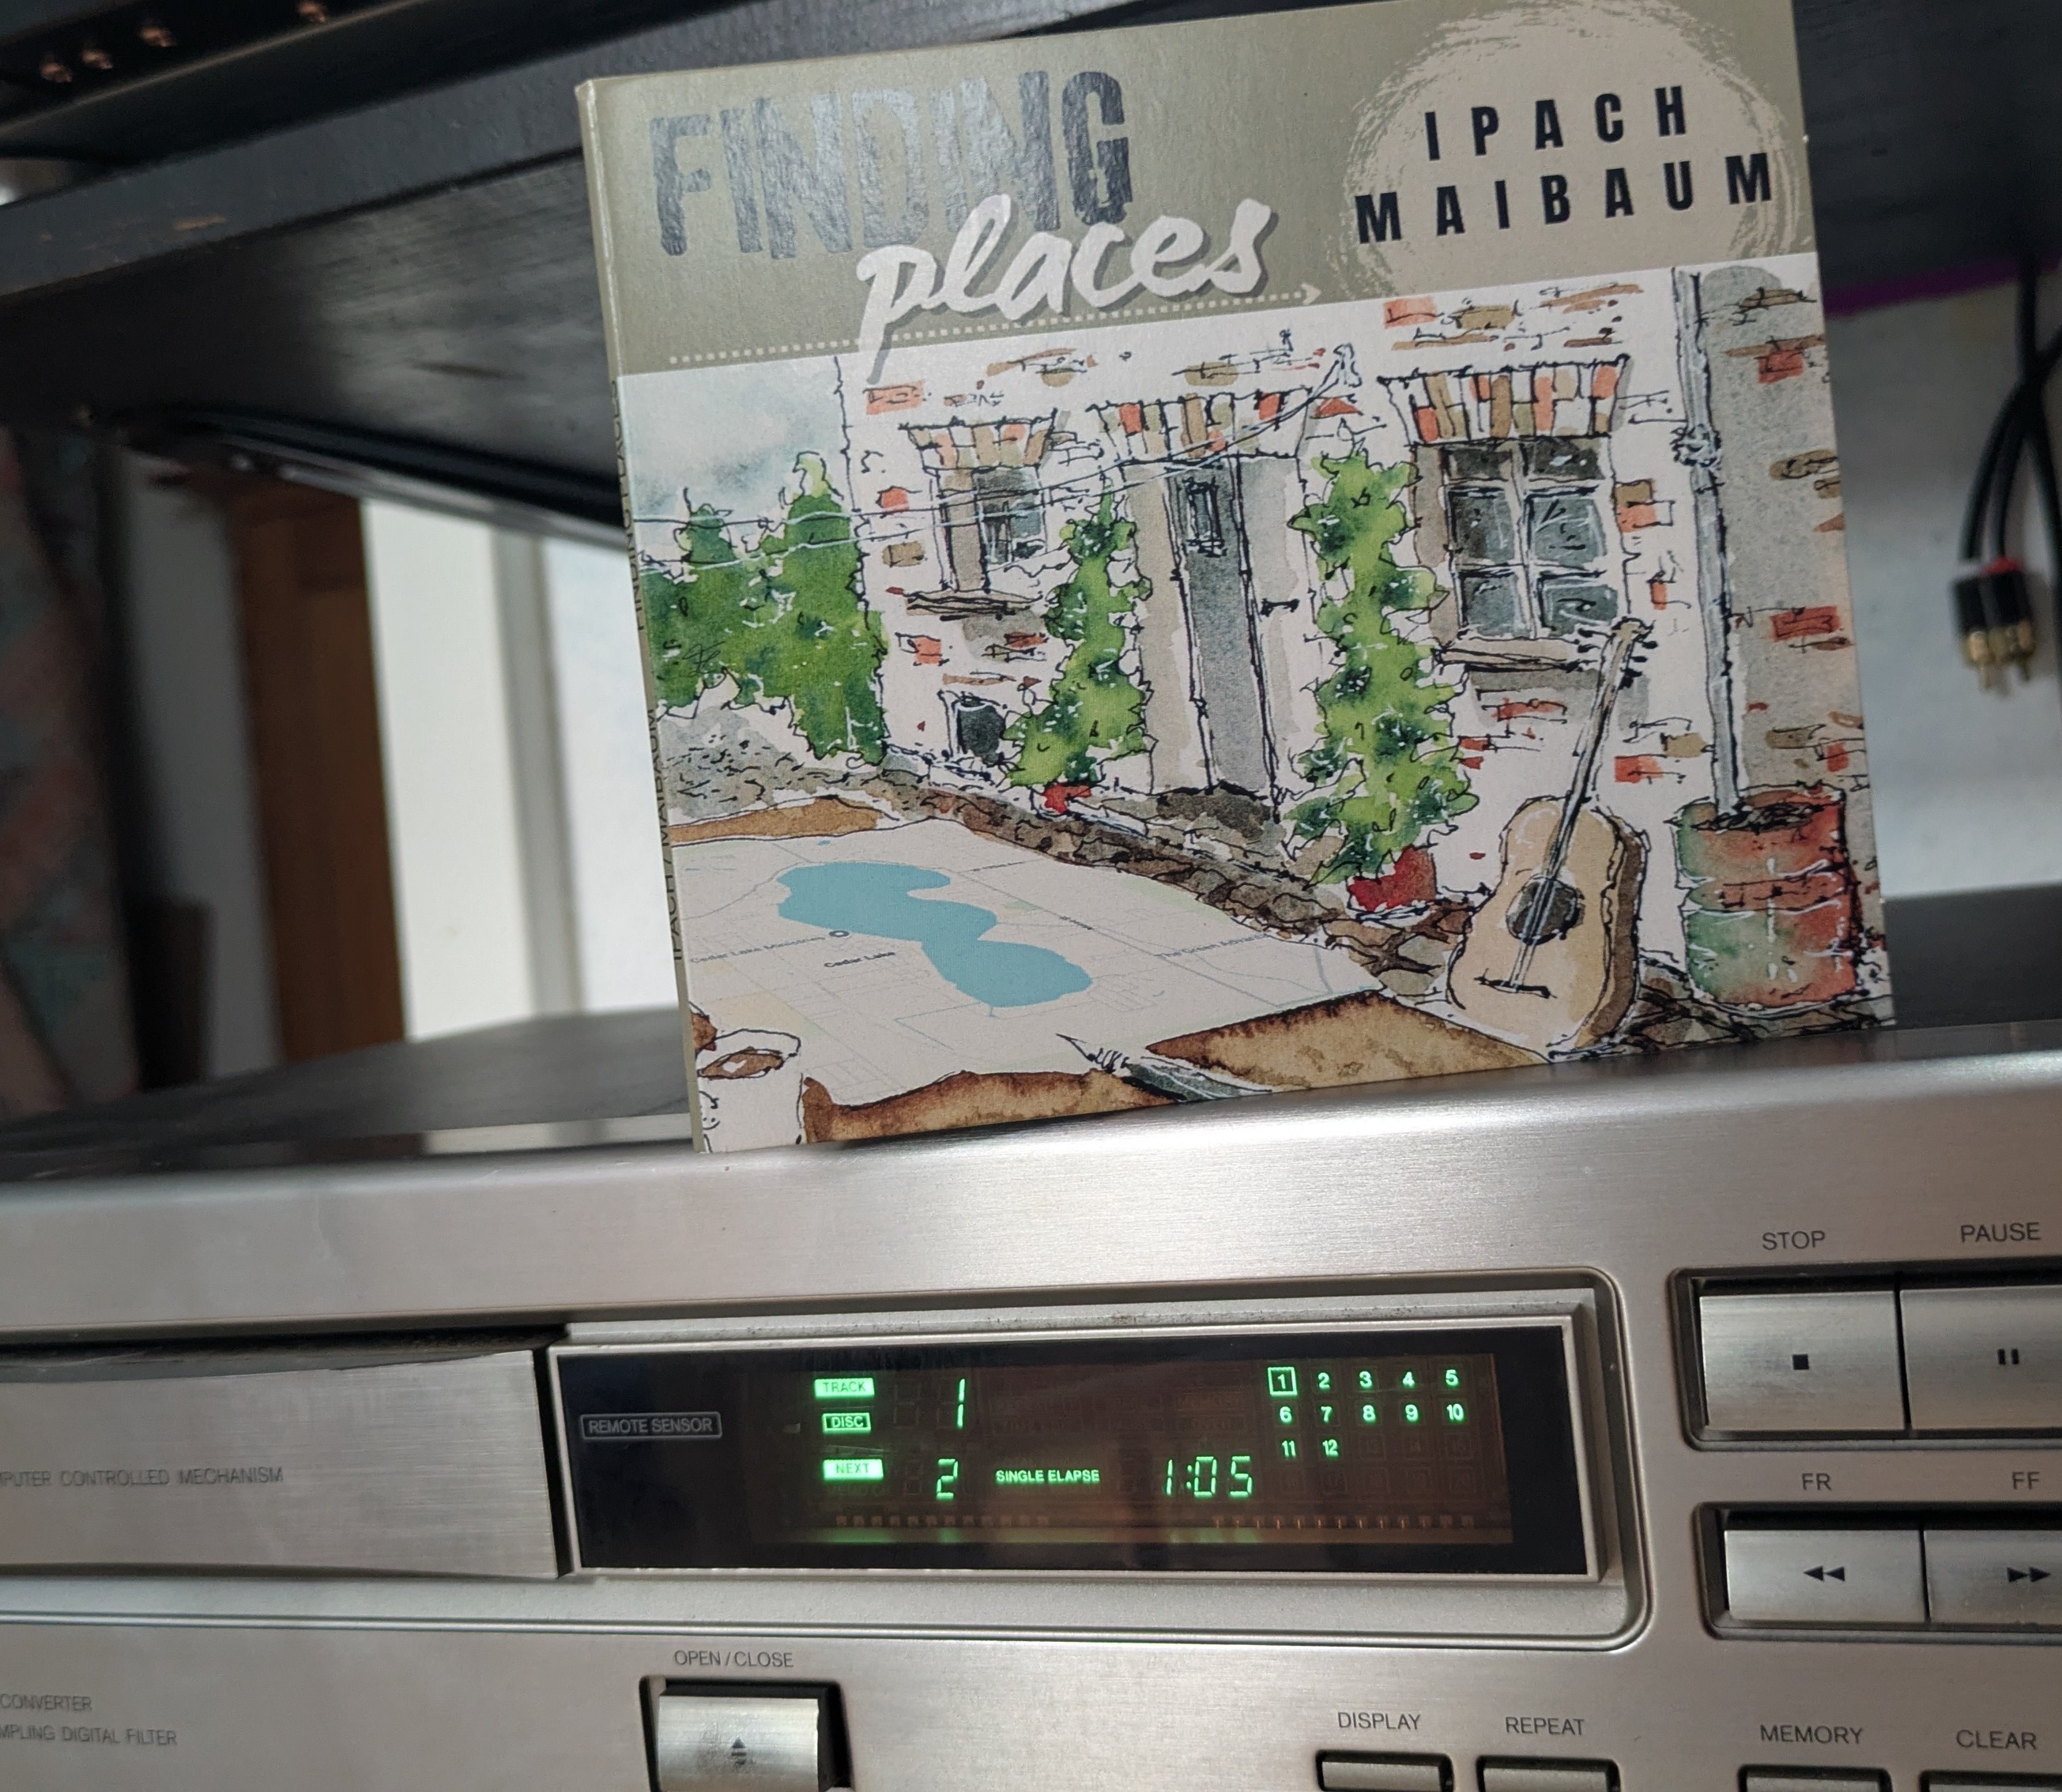 FINDING
places
IPACH
MAIBAUM
Cedar Lake
STOP
PAUSE
REMOTE SENSOR
TRACK
1
DISC
NEXT
2
SINGLE ELAPSE
1:05
1 2 3 4 5
6 7 8 9 10
11 12
CONTROLLED MECHANISM
FR
FF
OPEN/CLOSE
CONVERTER
DIGITAL FILTER
DISPLAY
REPEAT
MEMORY
CLEAR